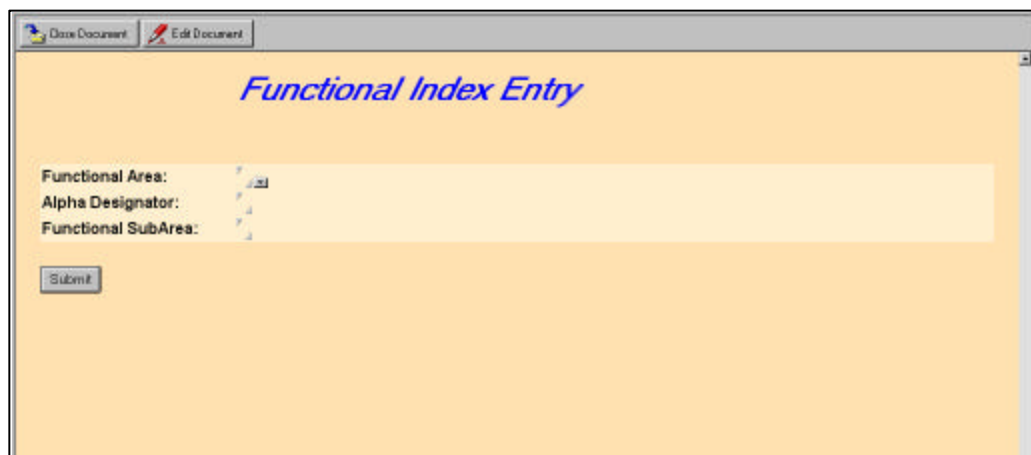 Close Document Edit Document
Functional Index Entry
Functional Area:
Alpha Designator:
Functional SubArea:
Submit